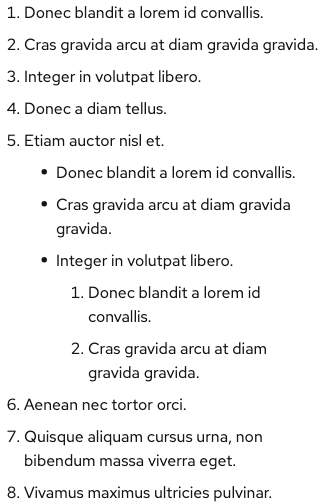 1. Donec blandit a lorem id convallis.
2. Cras gravida arcu at diam gravida gravida.
3. Integer in volutpat libero.
4. Donec a diam tellus.
5. Etiam auctor nisl et.
• Donec blandit a lorem id convallis.
• Cras gravida arcu at diam gravida
gravida.
• Integer in volutpat libero.
1. Donec blandit a lorem id
convallis.
2. Cras gravida arcu at diam
gravida gravida.
6. Aenean nec tortor orci.
7. Quisque aliquam cursus urna, non
bibendum massa viverra eget.
8. Vivamus maximus ultricies pulvinar.